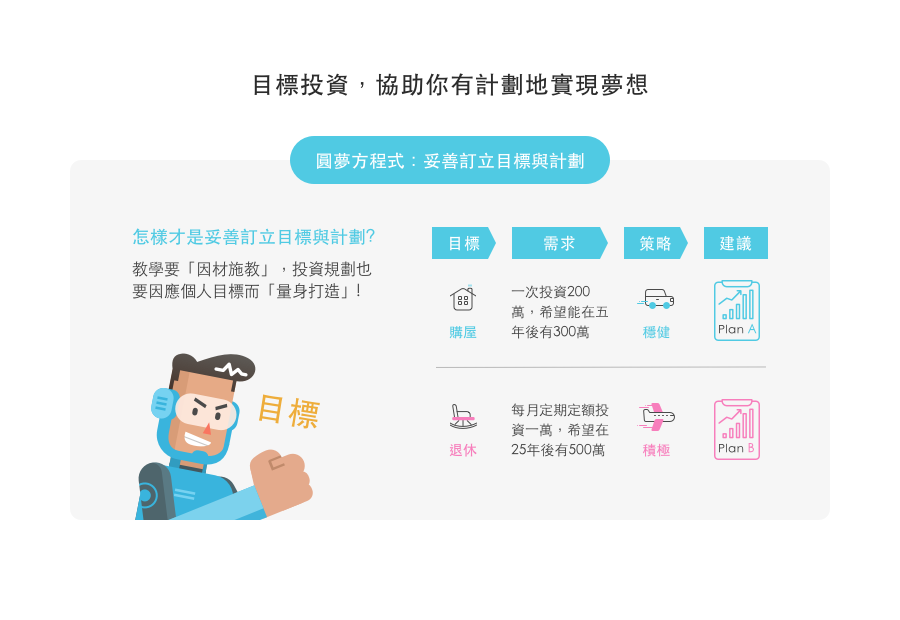 目標投資，協助你有計劃地實現夢想
圓夢方程式：妥善訂立目標與計劃
怎樣才是妥善訂立目標與計劃?
教學要「因材施教」，投資規劃也
要因應個人目標而「量身打造」!
目標
目標
需求
策略
建議
購屋
一次投資200
萬，希望能在五
年後有300萬
穩健
Plan A
退休
每月定期定額投
資一萬，希望在
25年後有500萬
積極
Plan B